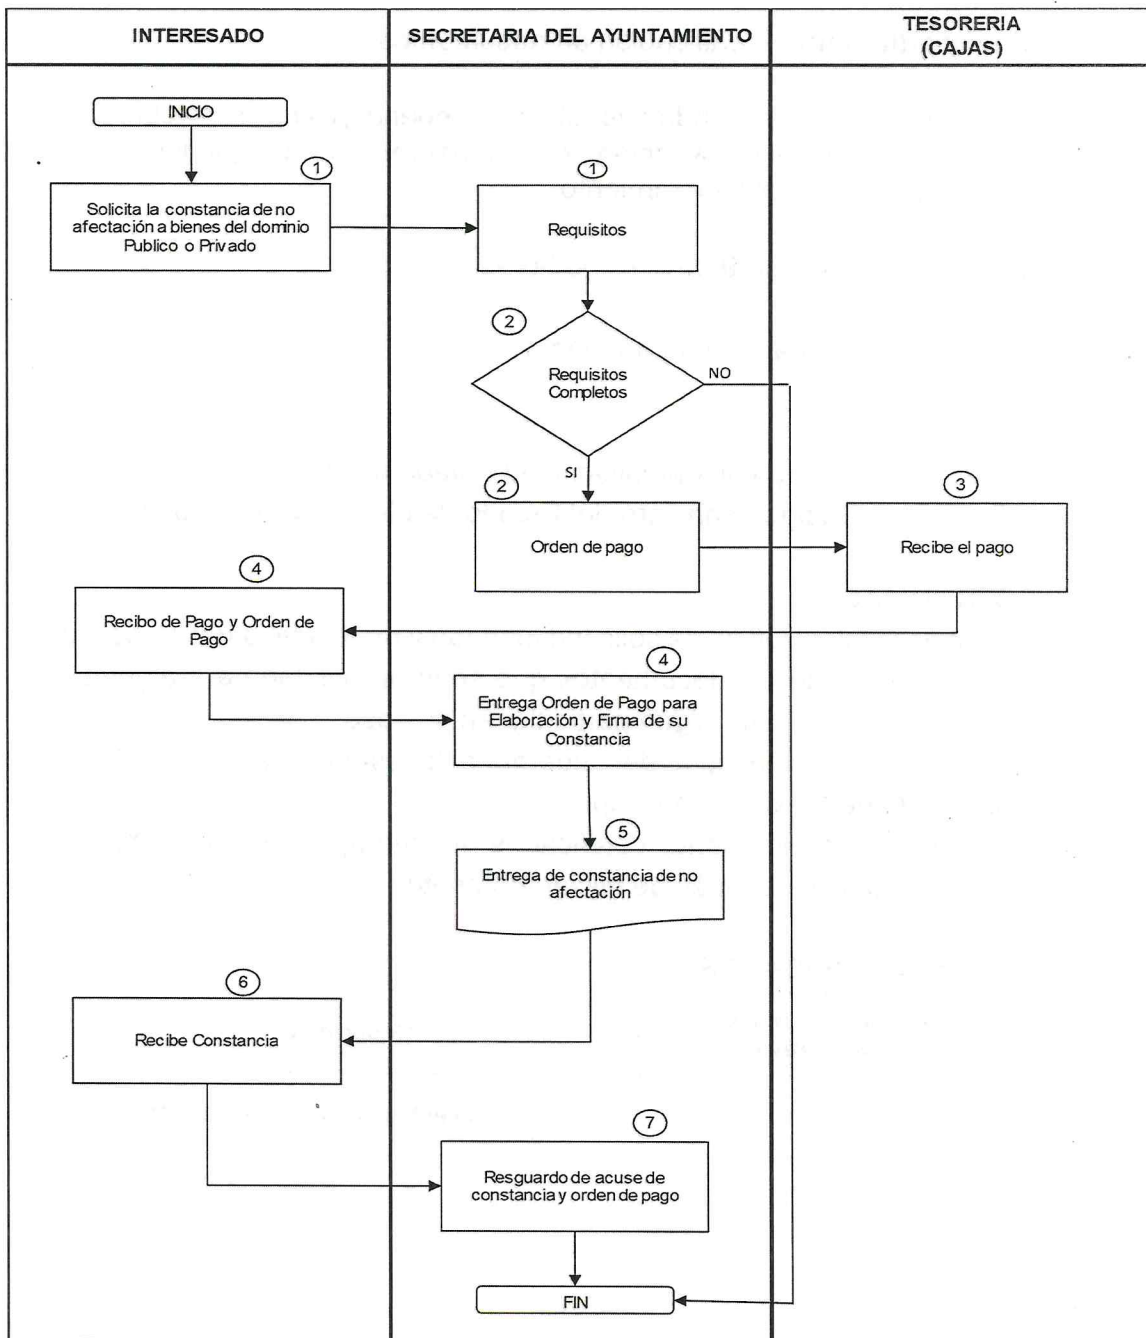 INTERESADO
SECRETARIA DEL AYUNTAMIENTO
TESORERIA
(CAJAS)
INICIO
1
Solicita la constancia de no
afectación a bienes del dominio
Publico o Privado
1
Requisitos
2
Requisitos
Completos
NO
SI
2
Orden de pago
3
Recibe el pago
4
Recibo de Pago y Orden de
Pago
4
Entrega Orden de Pago para
Elaboración y Firma de su
Constancia
5
Entrega de constancia de no
afectación
6
Recibe Constancia
7
Resguardo de acuse de
constancia y orden de pago
FIN